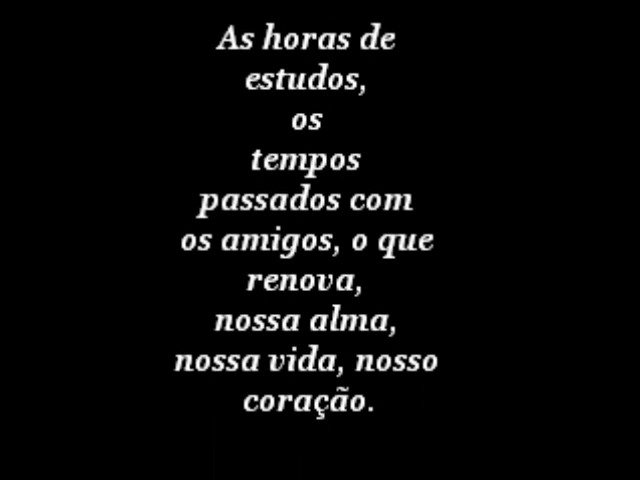 As horas de
estudos,
os
tempos
passados com
os amigos, o que
renova,
nossa alma,
nossa vida, nosso
coração.